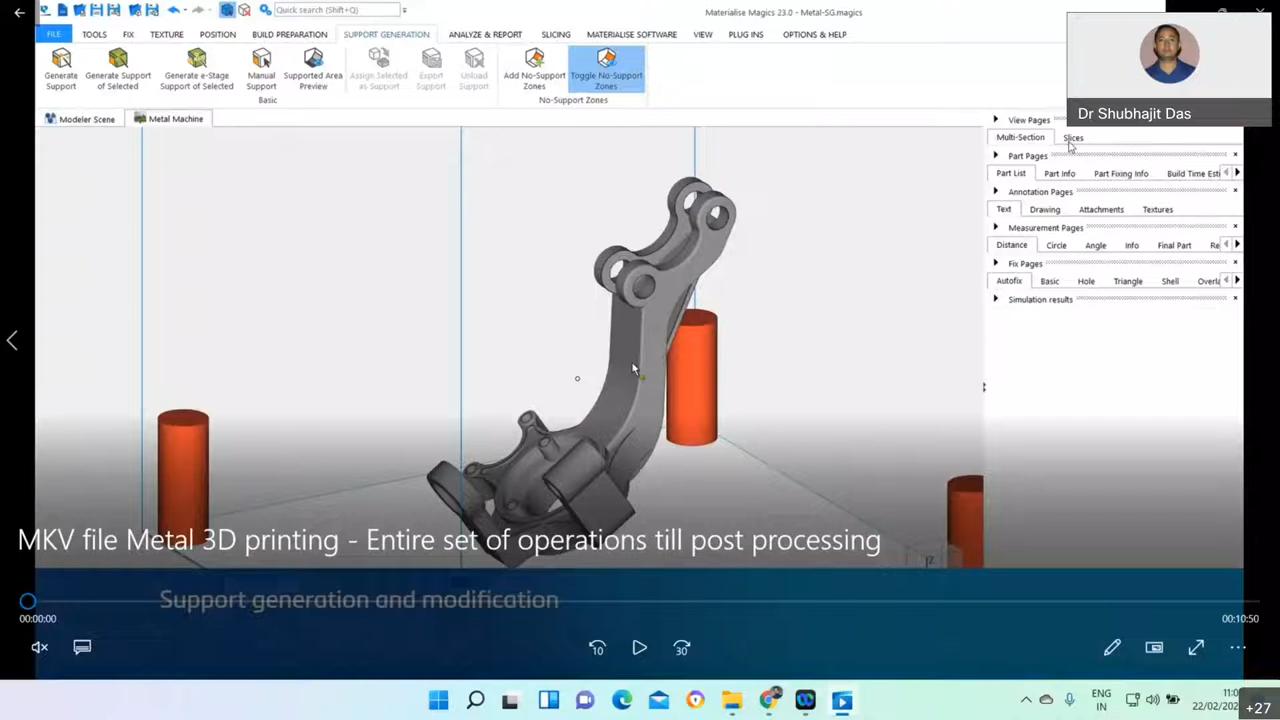 Quick search (Shift+Q)
Materialise Magics 23.0 - Metal-SG.magics
FILE TOOLS FIX TEXTURE POSITION BUILD PREPARATION SUPPORT GENERATION ANALYZE & REPORT SLICING MATERIALISE SOFTWARE VIEW PLUG INS OPTIONS & HELP
Generate Support
Generate Support of Selected
Generate e-Stage Support of Selected
Manual Support
Supported Area Preview
Assign Selected as Support
Export Support
Unload Support
Add No-Support Zones
Toggle No-Support Zones
Basic
No-Support Zones
Dr Shubhajit Das
Modeler Scene Metal Machine
View Pages
Multi-Section Slices
Part Pages
Part List Part Info Part Fixing Info Build Time Esti
Annotation Pages
Text Drawing Attachments Textures
Measurement Pages
Distance Circle Angle Info Final Part Re
Fix Pages
Autofix Basic Hole Triangle Shell Overla
Simulation results
MKV file Metal 3D printing - Entire set of operations till post processing
Support generation and modification
00:00:00
00:10:50
10
30
ENG
IN
11:0
22/02/202
+27